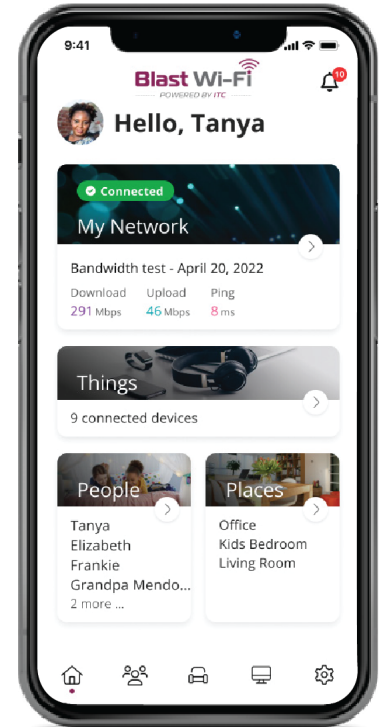 9:41
Blast Wi-Fi
POWERED BY ITC
10
Hello, Tanya
Connected
My Network
Bandwidth test - April 20, 2022
Download Upload Ping
291 Mbps 46 Mbps 8 ms
Things
9 connected devices
People
Tanya
Elizabeth
Frankie
Grandpa Mendo...
2 more ...
Places
Office
Kids Bedroom
Living Room